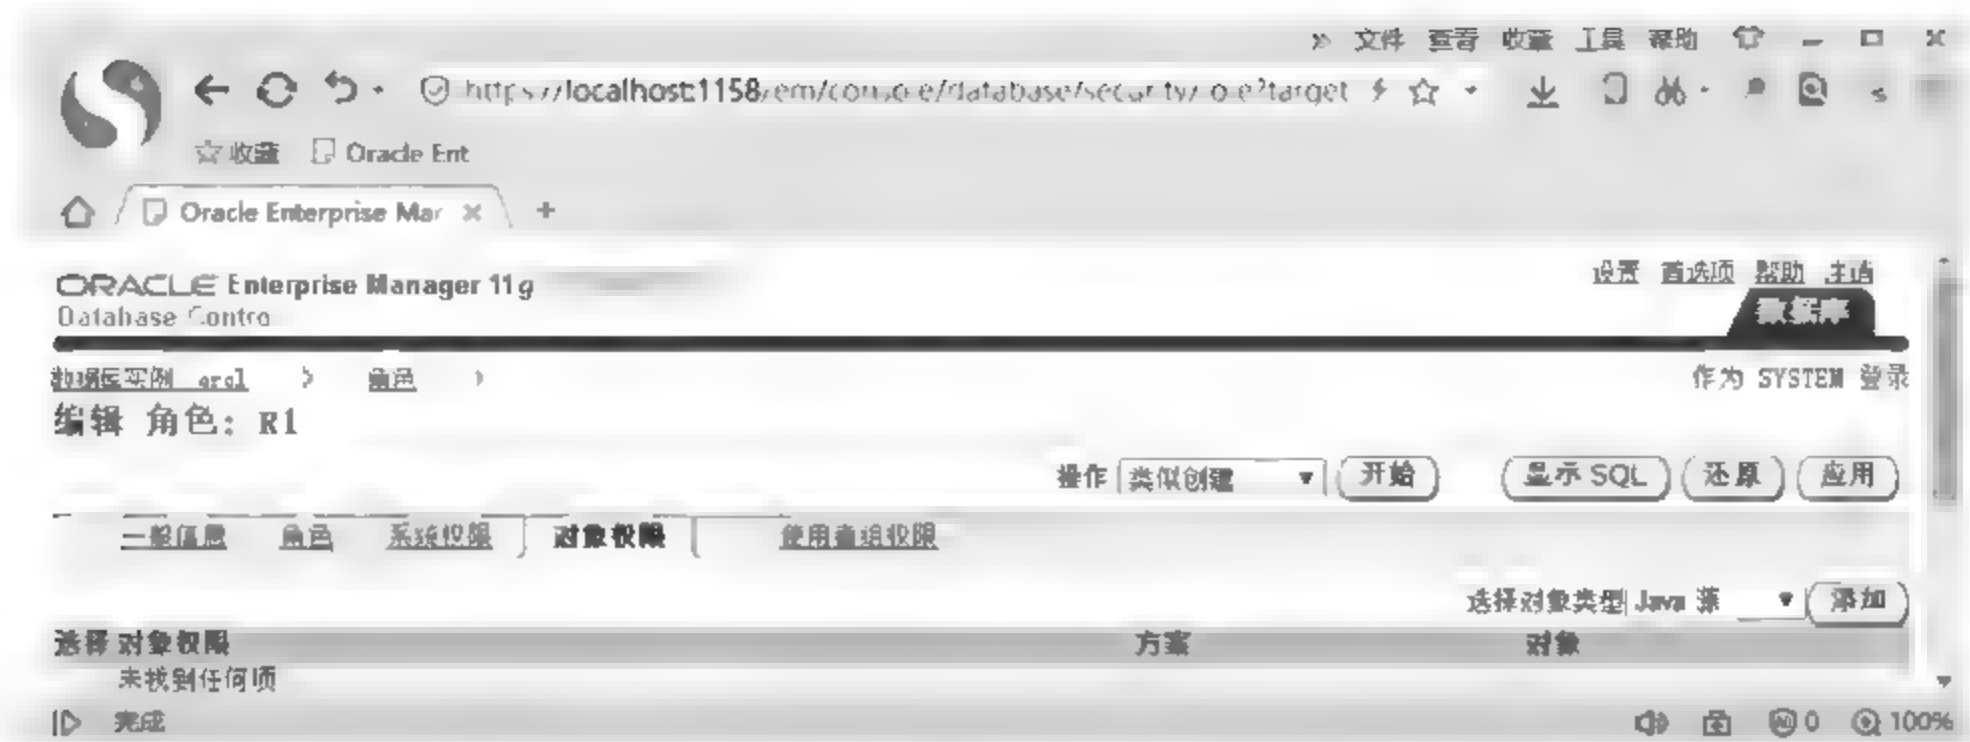 文件 查看 收藏 工具 帮助
https://localhost:1158/em/console/database/security/role?target
收藏 Oracle Ent
Oracle Enterprise Mar
ORACLE Enterprise Manager 11g
设置 首选项 帮助 注销
Database Contro
数据库
数据库实例 orcl > 角色 >
作为 SYSTEM 登录
编辑 角色: R1
操作 类似创建 开始 显示 SQL 还原 应用
一般信息 角色 系统权限 对象权限 使用者组权限
选择对象类型 Java 源 添加
选择 对象权限 方案 对象
未找到任何项
完成
0 100%